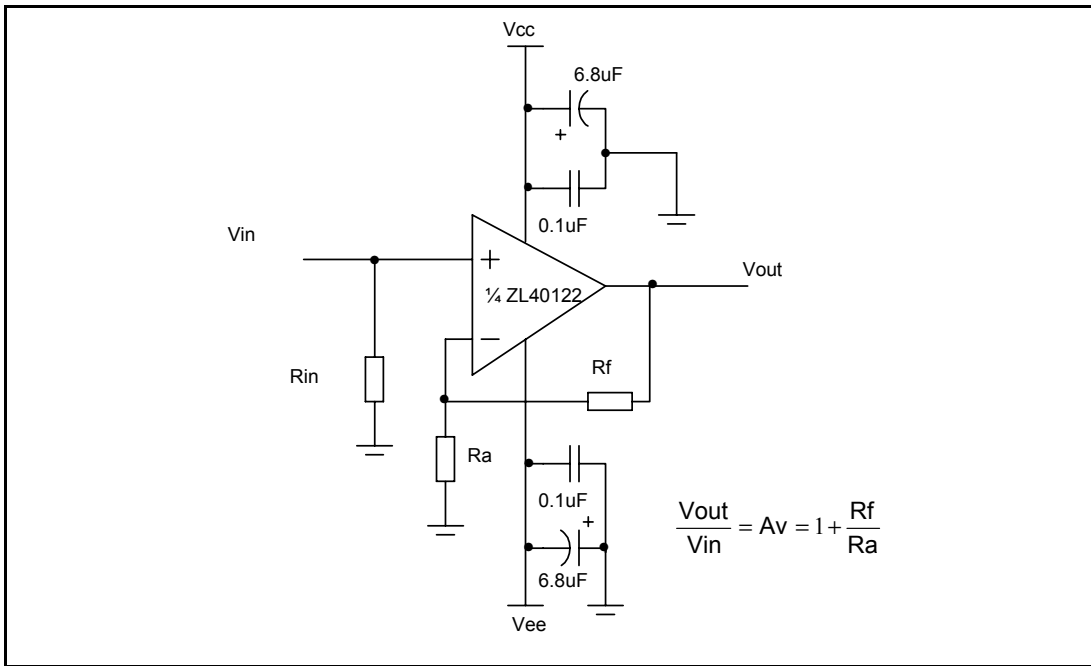 Vcc
6.8uF
+
0.1uF
Vin
+
Vout
¼ ZL40122
−
Rf
Rin
Ra
0.1uF
+
6.8uF
Vee
Vout/Vin = Av = 1 + Rf/Ra